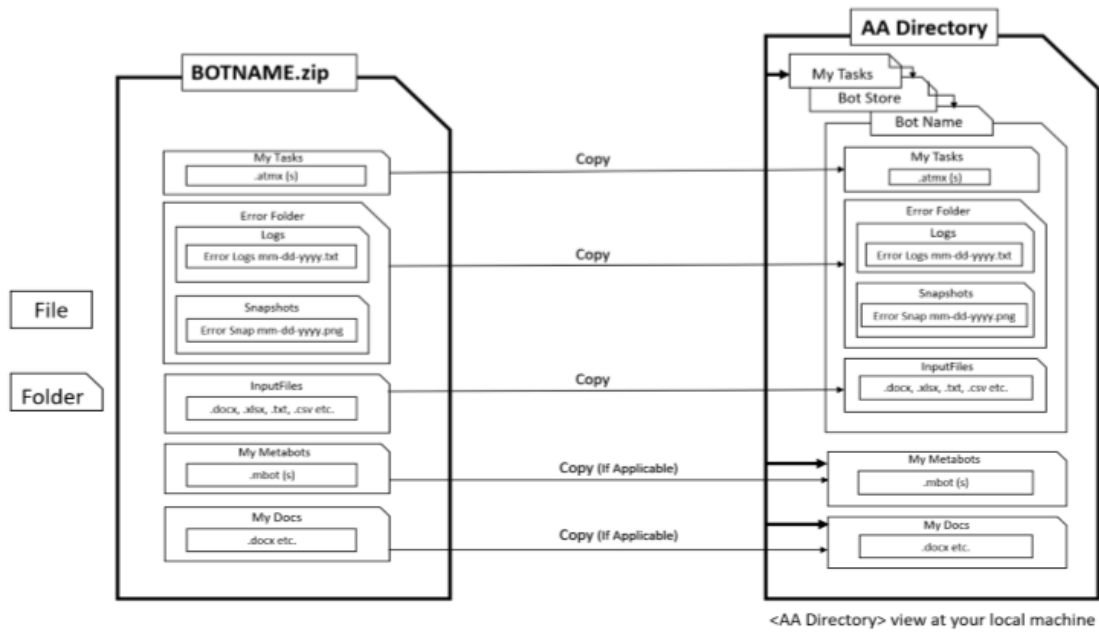 BOTNAME.zip
My Tasks
.atmx (s)
Error Folder
Logs
Error Logs mm-dd-yyyy.txt
Snapshots
Error Snap mm-dd-yyyy.png
InputFiles
.docx, .xlsx, .txt, .csv etc.
My Metabots
.mbot (s)
My Docs
.docx etc.
File
Folder
Copy
Copy
Copy
Copy (If Applicable)
Copy (If Applicable)
AA Directory
My Tasks
Bot Store
Bot Name
My Tasks
.atmx (s)
Error Folder
Logs
Error Logs mm-dd-yyyy.txt
Snapshots
Error Snap mm-dd-yyyy.png
InputFiles
.docx, .xlsx, .txt, .csv etc.
My Metabots
.mbot (s)
My Docs
.docx etc.
<AA Directory> view at your local machine